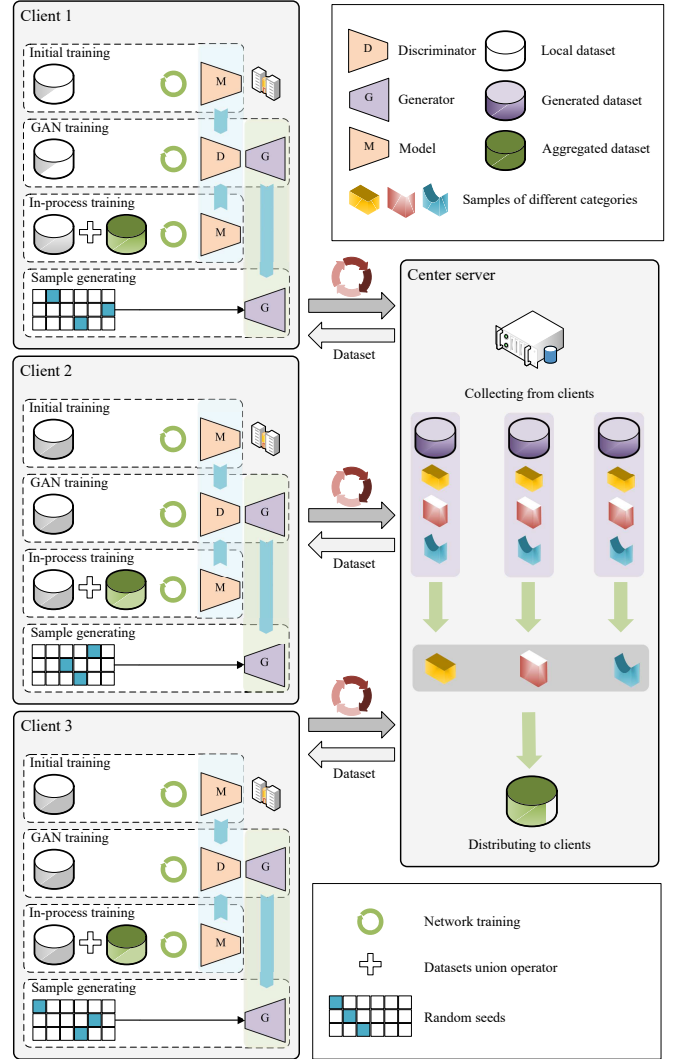 Client 1
Initial training
M
GAN training
D
G
In-process training
M
Sample generating
G
Client 2
Initial training
M
GAN training
D
G
In-process training
M
Sample generating
G
Client 3
Initial training
M
GAN training
D
G
In-process training
M
Sample generating
G
D
Discriminator
Local dataset
G
Generator
Generated dataset
M
Model
Aggregated dataset
Samples of different categories
Dataset
Dataset
Dataset
Center server
Collecting from clients
Distributing to clients
Network training
Datasets union operator
Random seeds